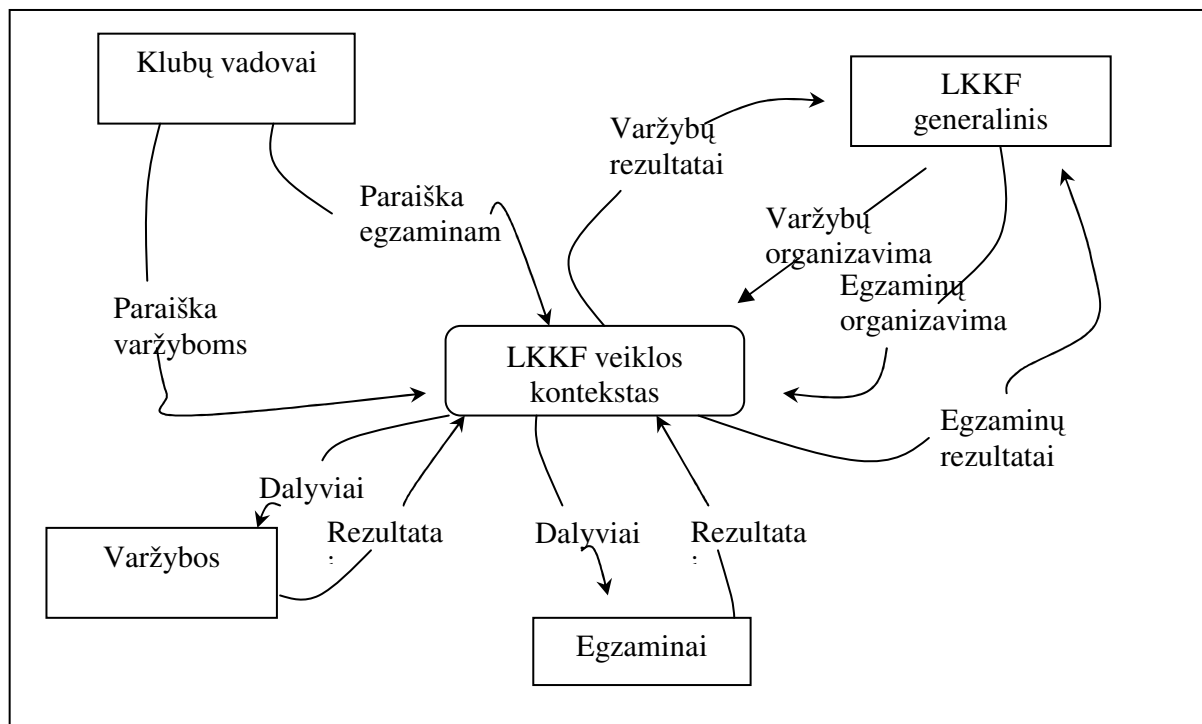 Klubų vadovai
LKKF
generalinis
Varžybų
rezultatai
Paraiška
egzaminam
Varžybų
organizavima
Egzaminų
organizavima
Paraiška
varžyboms
LKKF veiklos
kontekstas
Egzaminų
rezultatai
Dalyviai
Rezultata
Dalyviai
Rezultata
Varžybos
Egzaminai